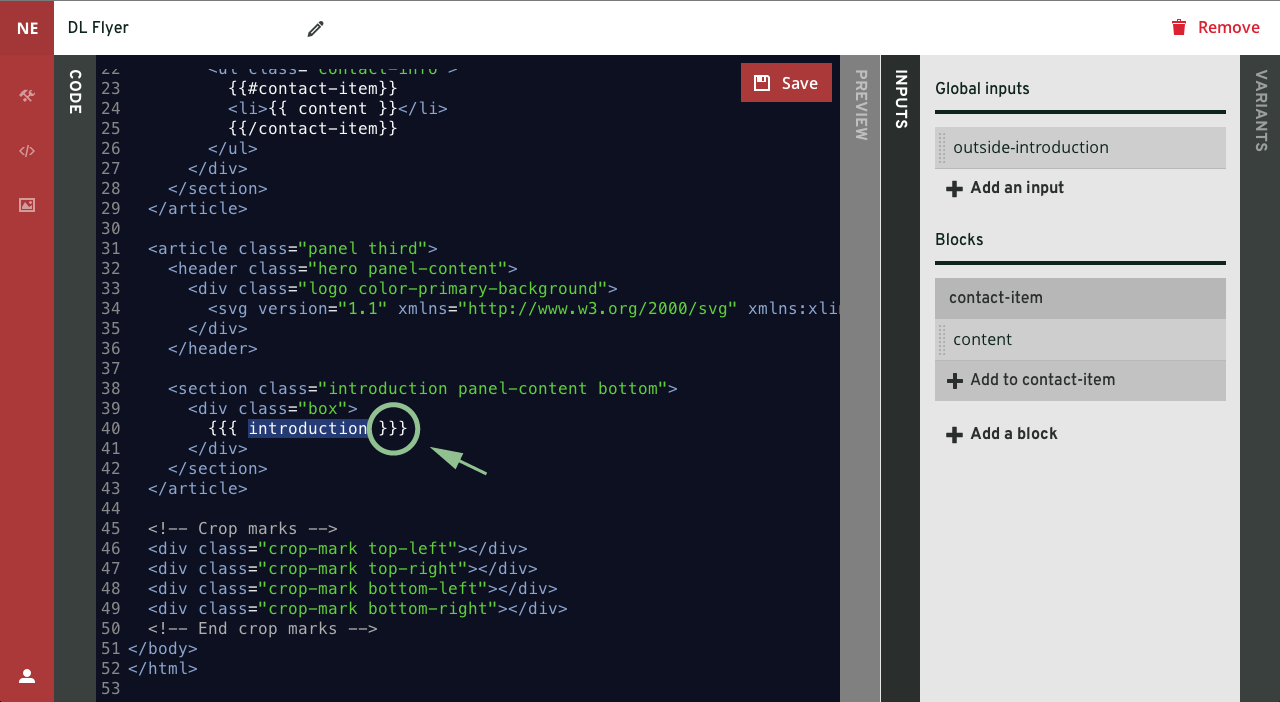 NE
DL Flyer
Remove
CODE
22 <ul class="contact-info">
23 {{#contact-item}}
24 <li>{{ content }}</li>
25 {{/contact-item}}
26 </ul>
27 </div>
28 </section>
29 </article>
30
31 <article class="panel third">
32 <header class="hero panel-content">
33 <div class="logo color-primary-background">
34 <svg version="1.1" xmlns="http://www.w3.org/2000/svg" xmlns:xlin
35 </div>
36 </header>
37
38 <section class="introduction panel-content bottom">
39 <div class="box">
40 {{{ introduction }}}
41 </div>
42 </section>
43 </article>
44
45 <!-- Crop marks -->
46 <div class="crop-mark top-left"></div>
47 <div class="crop-mark top-right"></div>
48 <div class="crop-mark bottom-left"></div>
49 <div class="crop-mark bottom-right"></div>
50 <!-- End crop marks -->
51 </body>
52 </html>
53
Save
PREVIEW
INPUTS
Global inputs
outside-introduction
Add an input
Blocks
contact-item
content
Add to contact-item
Add a block
VARIANTS